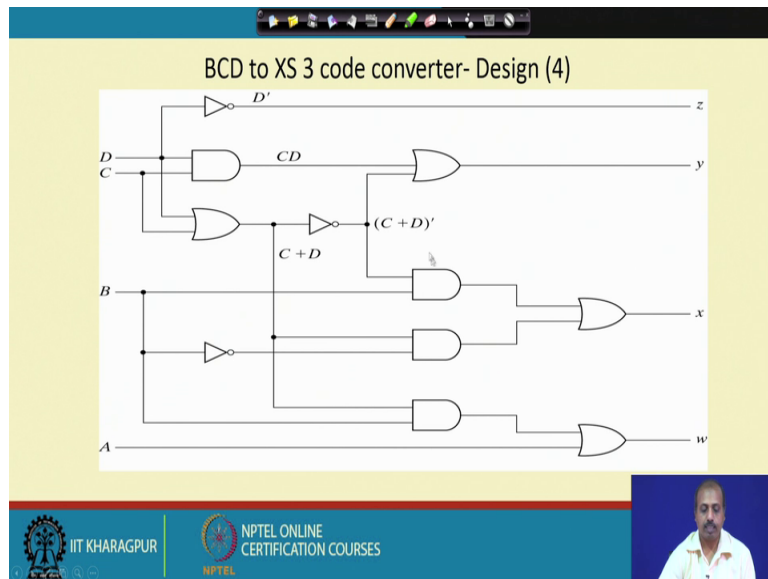 BCD to XS 3 code converter- Design (4)
D'
z
D
C
CD
y
(C +D)'
C +D
B
x
A
w
IIT KHARAGPUR
NPTEL
NPTEL ONLINE
CERTIFICATION COURSES